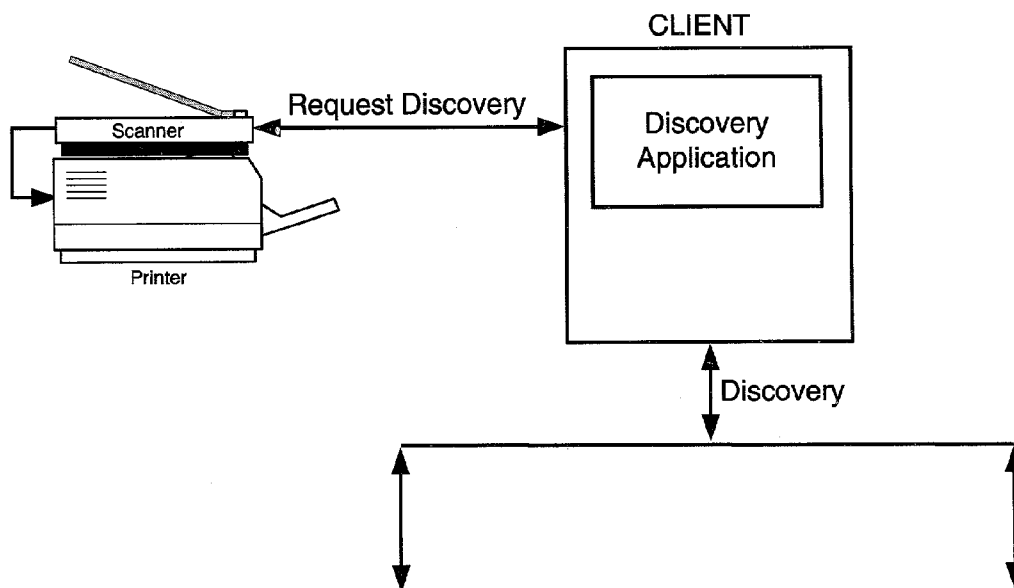 CLIENT
Request Discovery
Scanner
Discovery
Application
Printer
Discovery